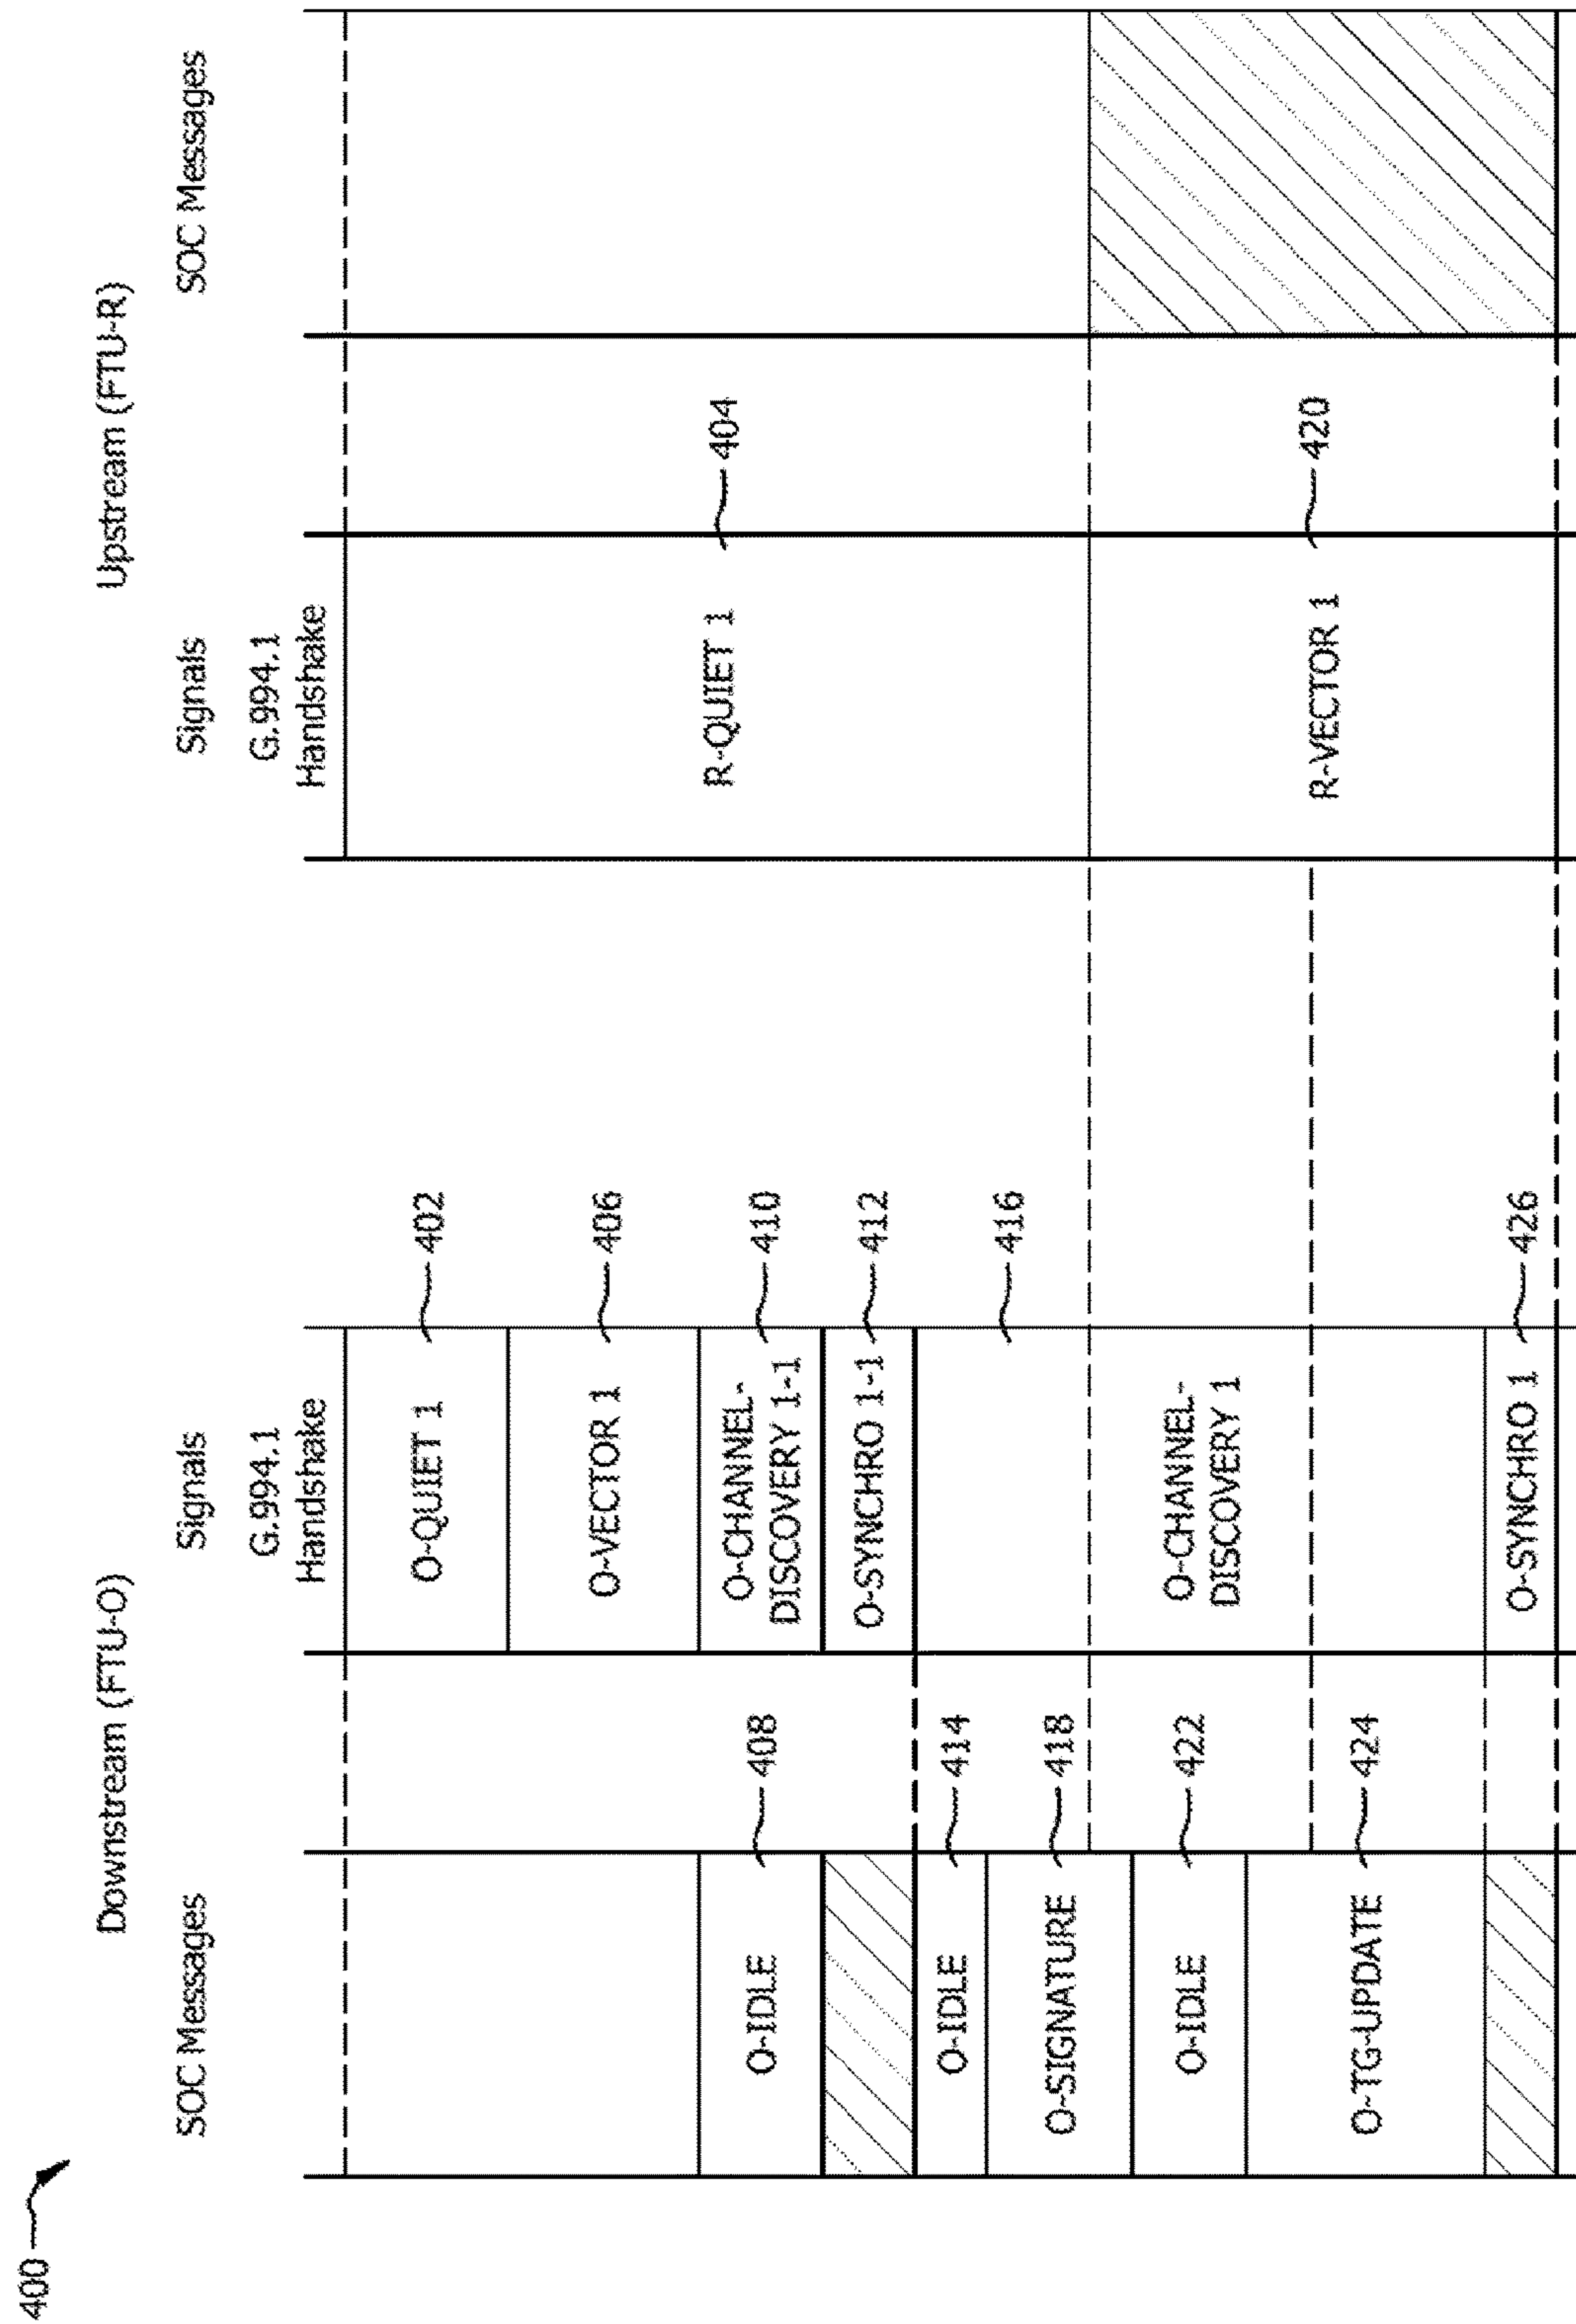 400
Downstream (FTU-O)
Upstream (FTU-R)
SOC Messages
Signals
Signals
SOC Messages
G.994.1
Handshake
G.994.1
Handshake
O-QUIET 1
402
R-QUIET 1
404
O-VECTOR 1
406
O-IDLE
408
O-CHANNEL-
DISCOVERY 1-1
410
O-SYNCHRO 1-1
412
O-IDLE
414
416
O-SIGNATURE
418
O-CHANNEL-
DISCOVERY 1
O-IDLE
422
R-VECTOR 1
420
O-TG-UPDATE
424
O-SYNCHRO 1
426